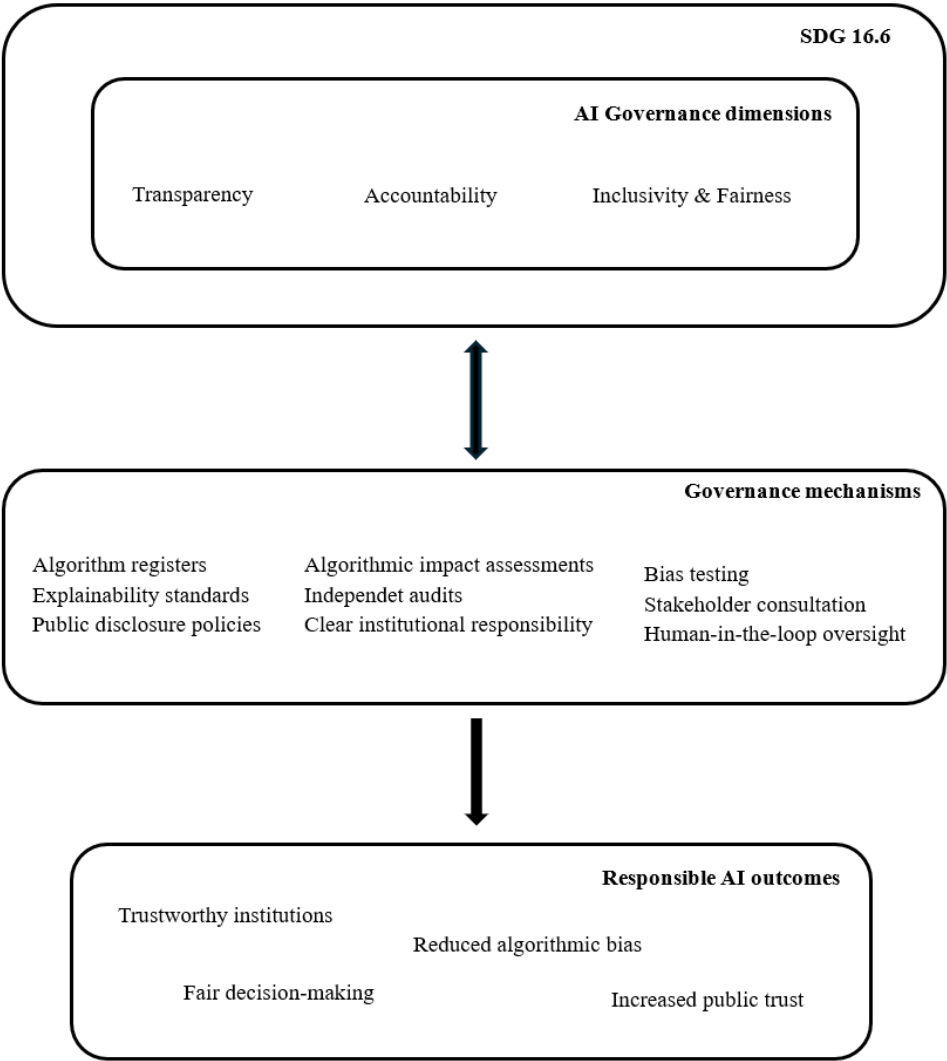 SDG 16.6
AI Governance dimensions
Transparency
Accountability
Inclusivity & Fairness
Governance mechanisms
Algorithm registers
Explainability standards
Public disclosure policies
Algorithmic impact assessments
Independet audits
Clear institutional responsibility
Bias testing
Stakeholder consultation
Human-in-the-loop oversight
Responsible AI outcomes
Trustworthy institutions
Reduced algorithmic bias
Fair decision-making
Increased public trust